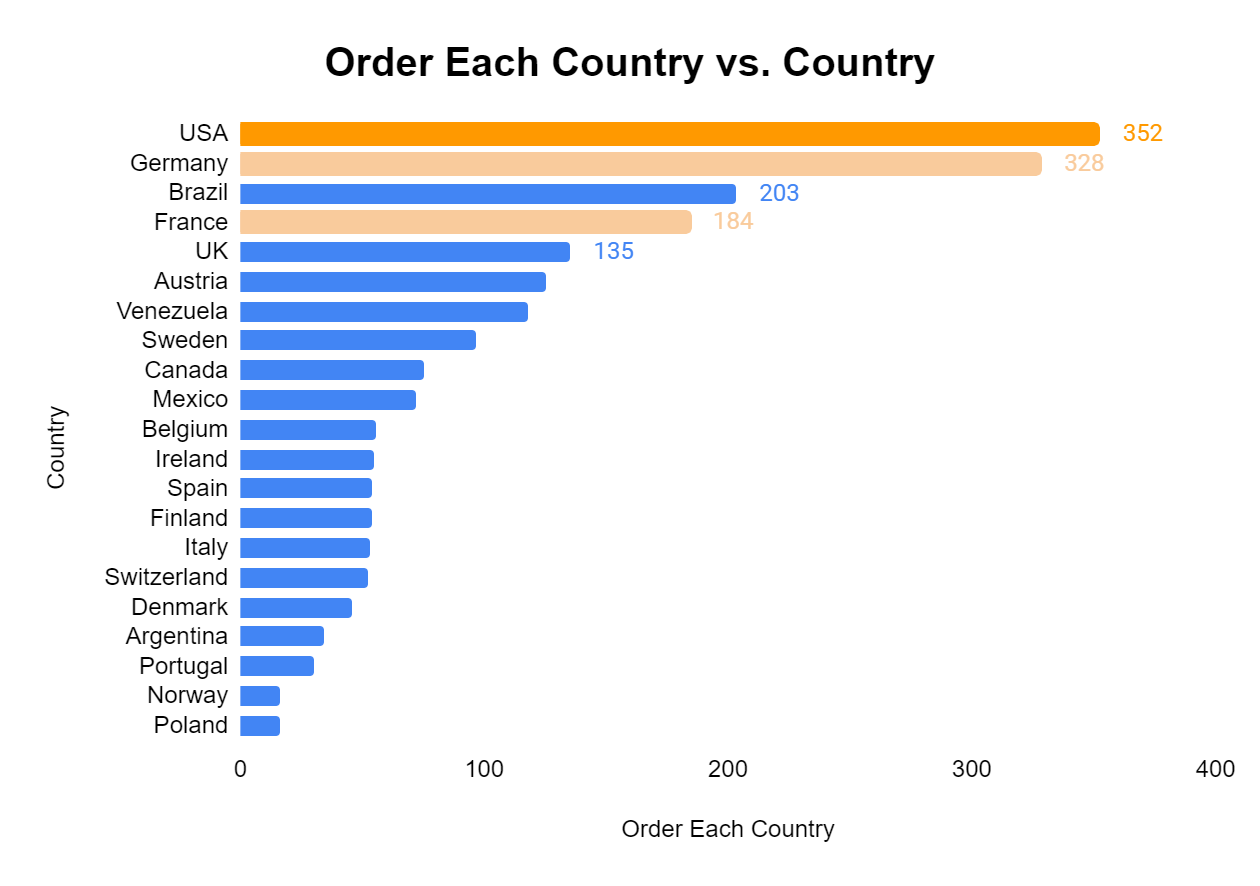 Order Each Country vs. Country
USA 352
Germany 328
Brazil 203
France 184
UK 135
Austria
Venezuela
Sweden
Canada
Mexico
Belgium
Ireland
Spain
Finland
Italy
Switzerland
Denmark
Argentina
Portugal
Norway
Poland
Country
0 100 200 300 400
Order Each Country